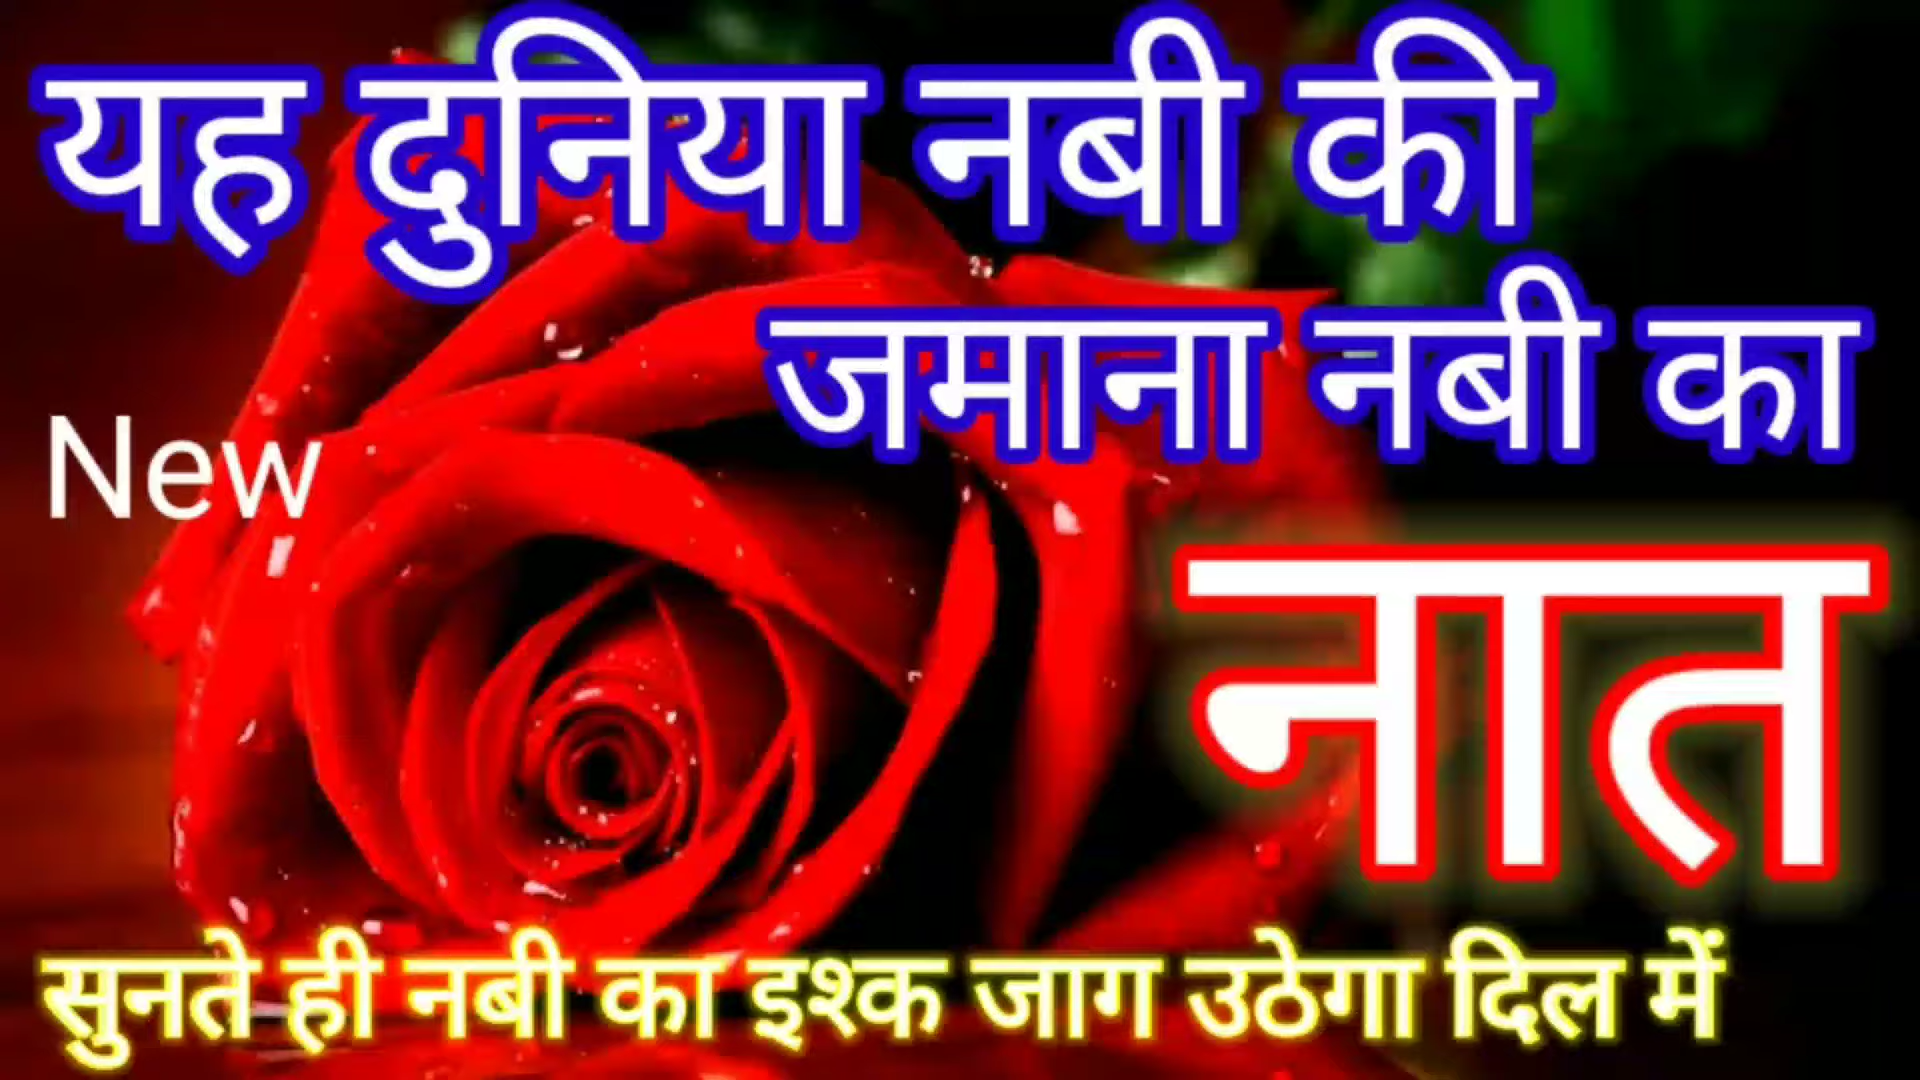 यह दुनिया नबी की
जमाना नबी का
New
नात
सुनते ही नबी का इश्क जाग उठेगा दिल में